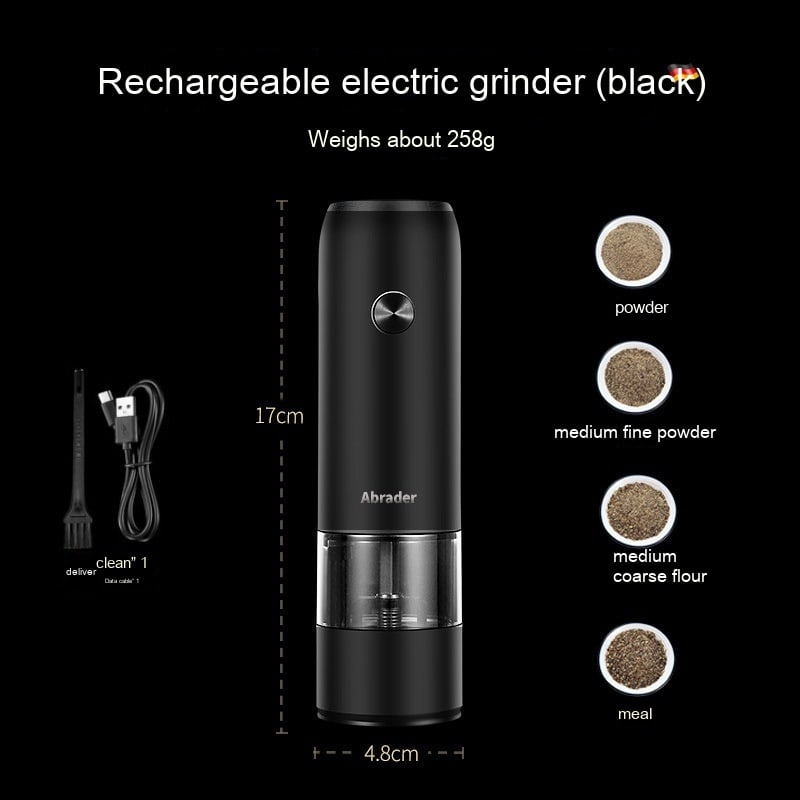 Rechargeable electric grinder (black)
Weighs about 258g
17cm
Abrader
4.8cm
powder
medium fine powder
medium
coarse flour
meal
clean” 1
deliver
Data cable” 1